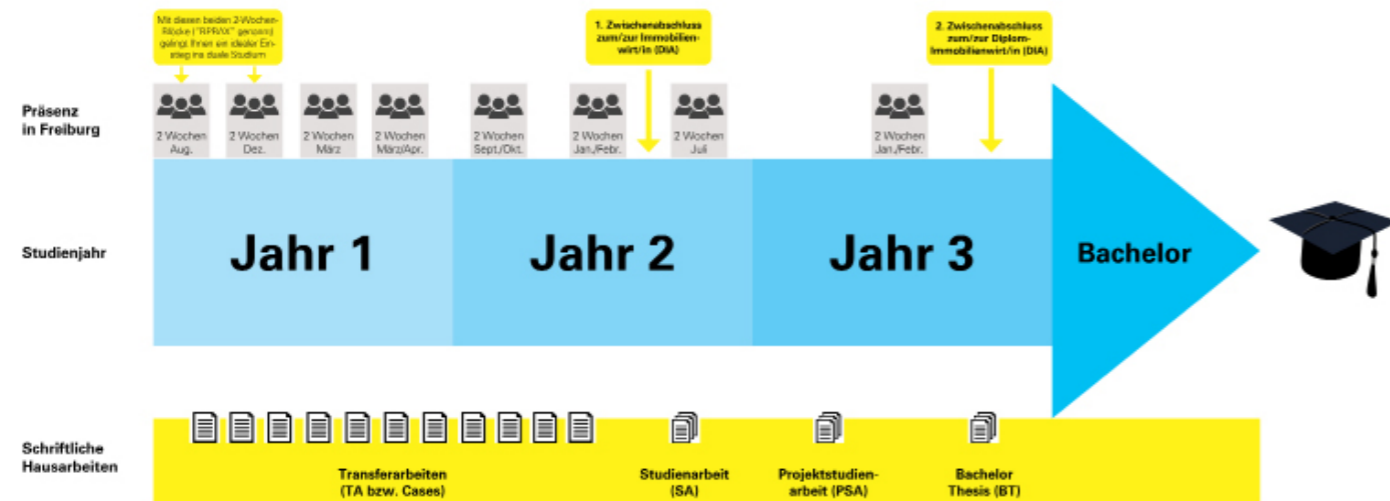 Mit diesen beiden 2-Wochen-
Blöcke ("RPRAX" genannt)
gelingt Ihnen ein idealer Ein-
stieg ins duale Studium
1. Zwischenabschluss
zum/zur Immobilien-
wirt/in (DIA)
2. Zwischenabschluss
zum/zur Diplom-
Immobilienwirt/in (DIA)
Präsenz
in Freiburg
2 Wochen
Aug.
2 Wochen
Dez.
2 Wochen
März
2 Wochen
März/Apr.
2 Wochen
Sept./Okt.
2 Wochen
Jan./Febr.
2 Wochen
Juli
2 Wochen
Jan./Febr.
Studienjahr
Jahr 1
Jahr 2
Jahr 3
Bachelor
Schriftliche
Hausarbeiten
Transferarbeiten
(TA bzw. Cases)
Studienarbeit
(SA)
Projektstudien-
arbeit (PSA)
Bachelor
Thesis (BT)